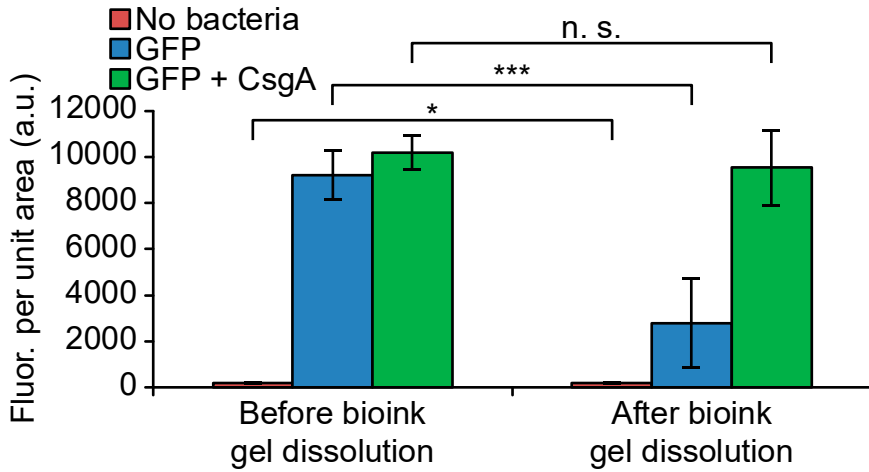 No bacteria
GFP
GFP + CsgA
n. s.
***
*
Fluor. per unit area (a.u.)
12000
10000
8000
6000
4000
2000
0
Before bioink
gel dissolution
After bioink
gel dissolution